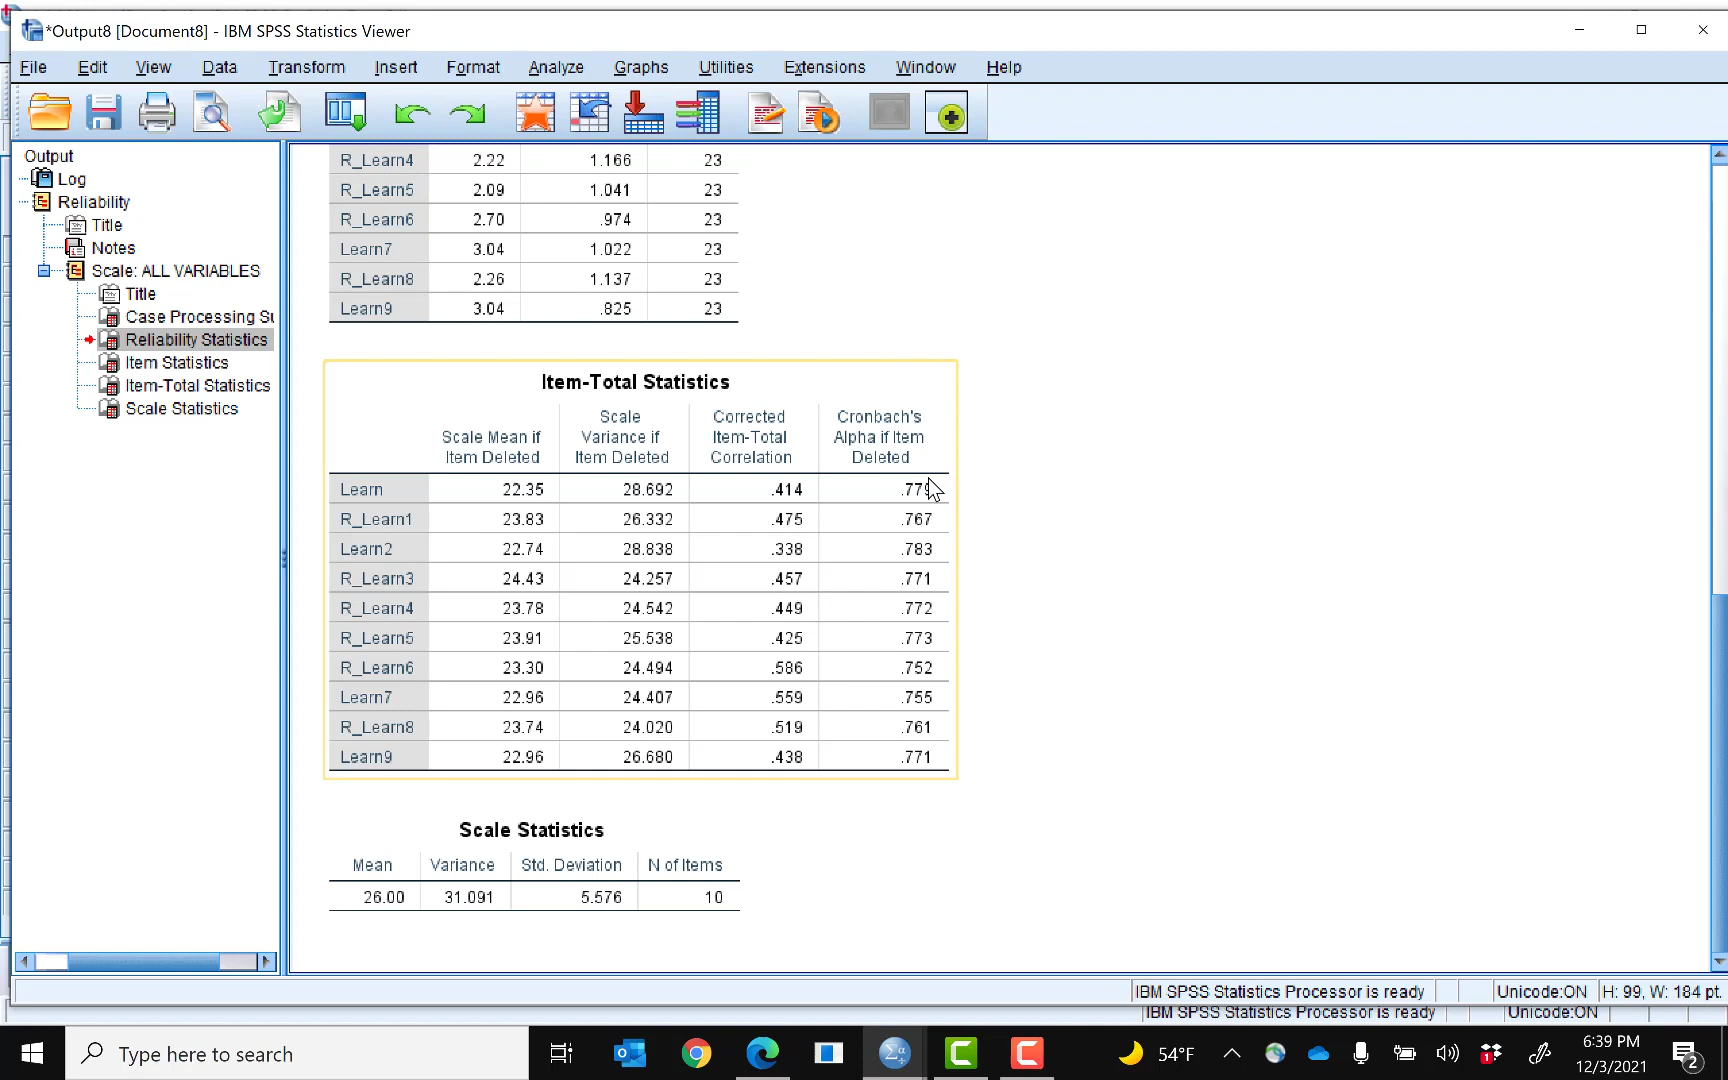 *Output8 [Document8] - IBM SPSS Statistics Viewer
File Edit View Data Transform Insert Format Analyze Graphs Utilities Extensions Window Help
Output
Log
Reliability
Title
Notes
Scale: ALL VARIABLES
Title
Case Processing
Reliability Statistics
Item Statistics
Item-Total Statistics
Scale Statistics
R_Learn4 2.22 1.166 23
R_Learn5 2.09 1.041 23
R_Learn6 2.70 .974 23
Learn7 3.04 1.022 23
R_Learn8 2.26 1.137 23
Learn9 3.04 .825 23
Item-Total Statistics
Scale Mean if Item Deleted
Scale Variance if Item Deleted
Corrected Item-Total Correlation
Cronbach's Alpha if Item Deleted
Learn 22.35 28.692 .414
R_Learn1 23.83 26.332 .475 .767
Learn2 22.74 28.838 .338 .783
R_Learn3 24.43 24.257 .457 .771
R_Learn4 23.78 24.542 .449 .772
R_Learn5 23.91 25.538 .425 .773
R_Learn6 23.30 24.494 .586 .752
Learn7 22.96 24.407 .559 .755
R_Learn8 23.74 24.020 .519 .761
Learn9 22.96 26.680 .438 .771
Scale Statistics
Mean Variance Std. Deviation N of Items
26.00 31.091 5.576 10
IBM SPSS Statistics Processor is ready Unicode:ON H: 99, W: 184 pt.
IBM SPSS Statistics Processor is ready Unicode:ON
Type here to search
54°F
6:39 PM
12/3/2021
1
2